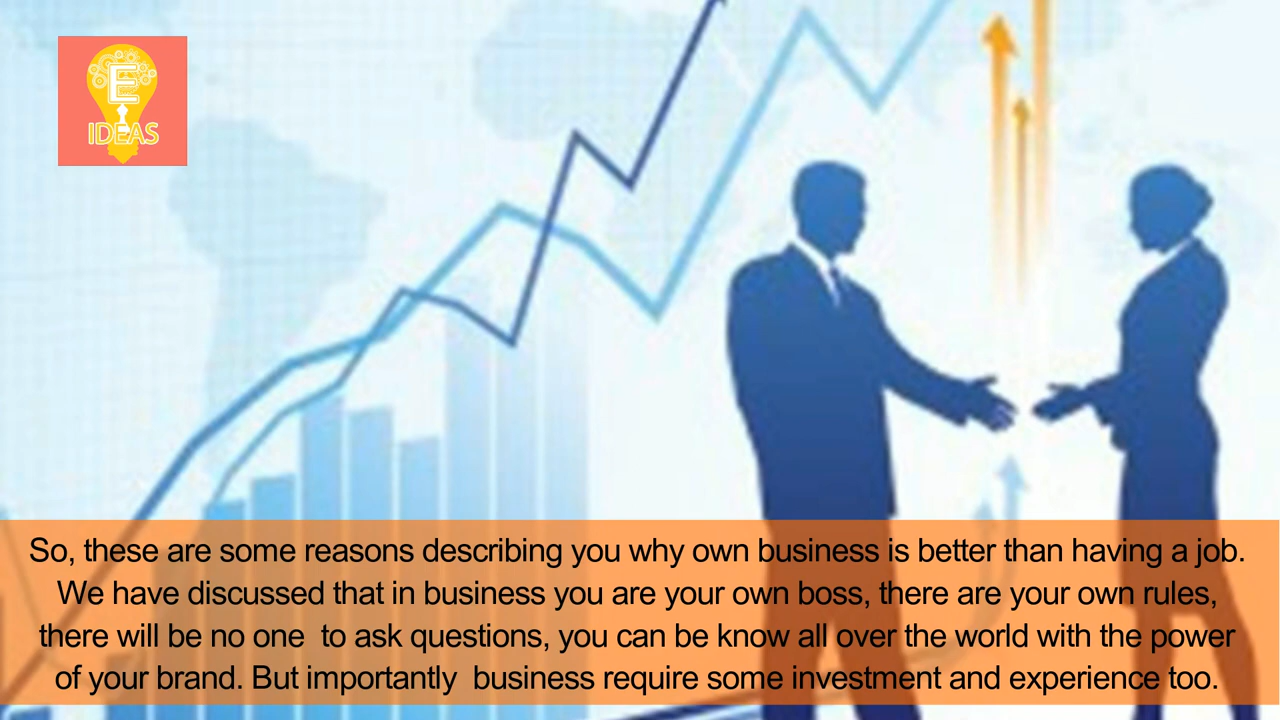 E
IDEAS
So, these are some reasons describing you why own business is better than having a job.
We have discussed that in business you are your own boss, there are your own rules,
there will be no one  to ask questions, you can be know all over the world with the power
of your brand. But importantly  business require some investment and experience too.